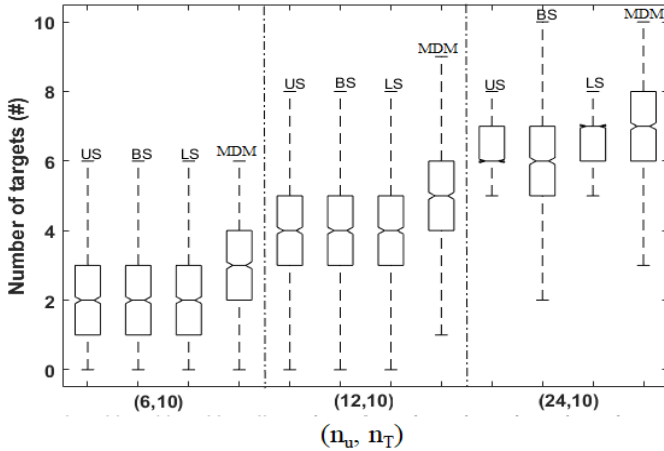 Number of targets (#)
10
8
6
4
2
0
US BS LS MDM
US BS LS MDM
US BS LS MDM
(6,10) (12,10) (24,10)
(nu, nT)